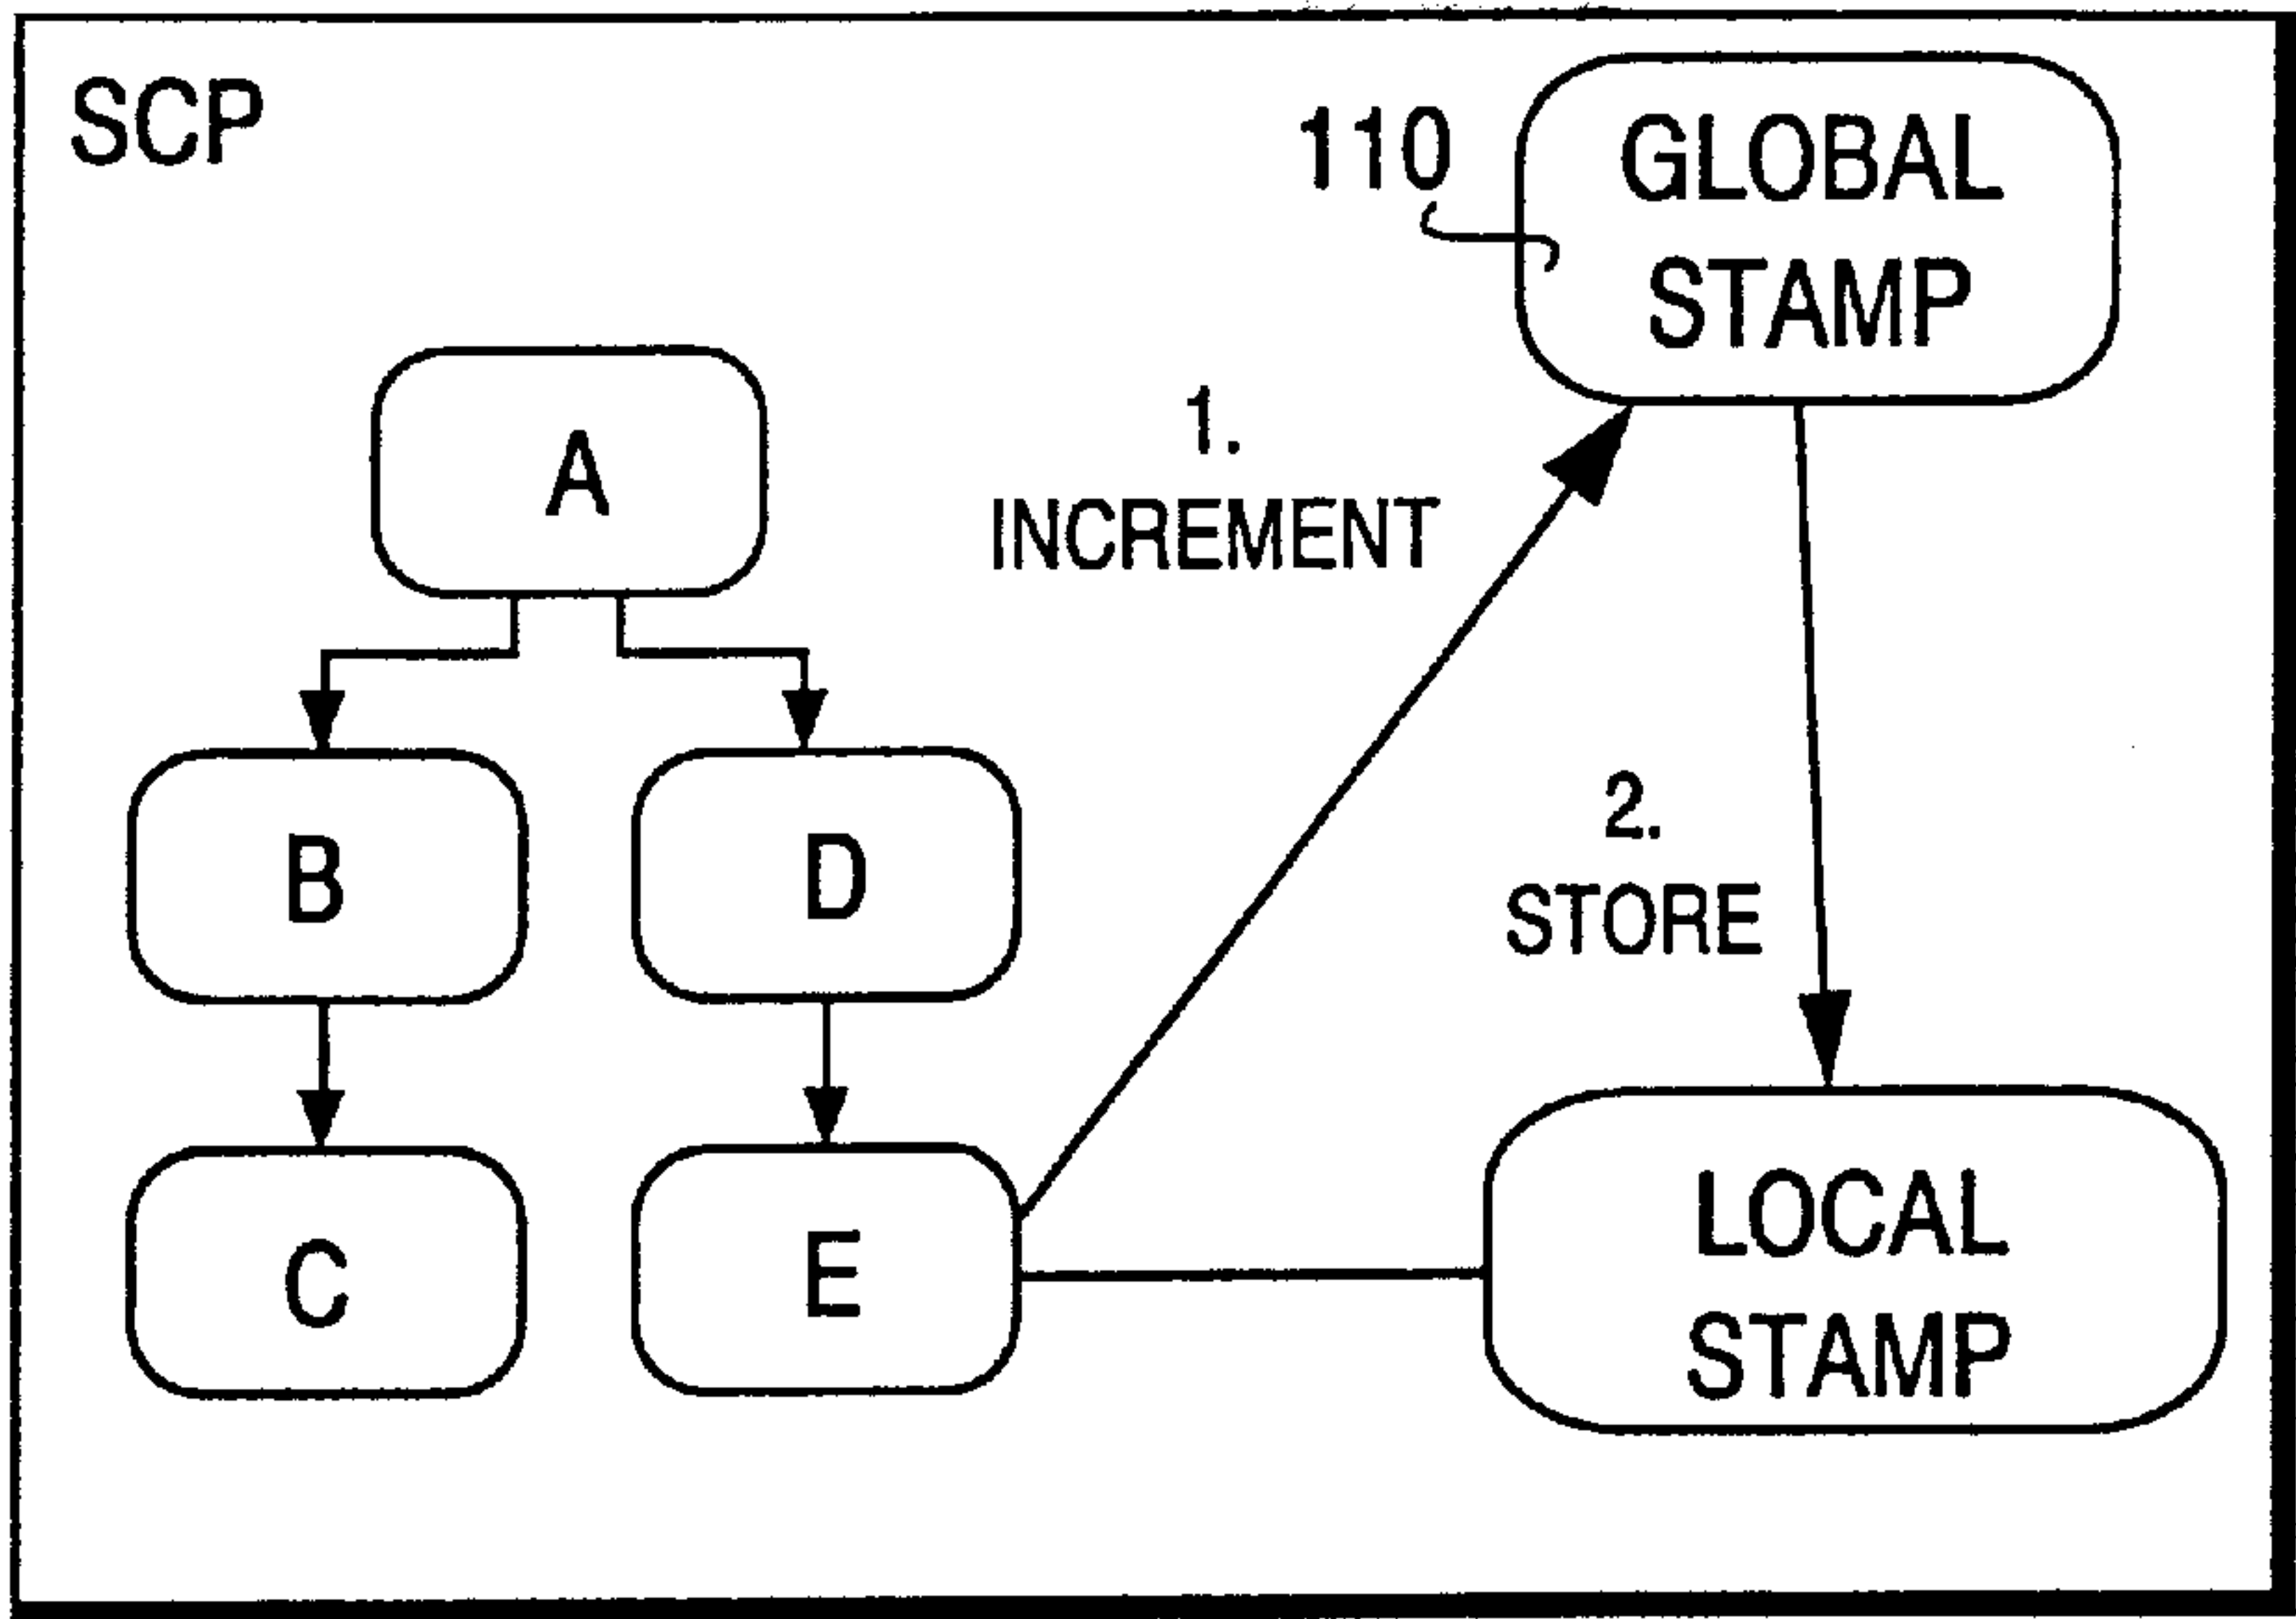 SCP
110
GLOBAL
STAMP
A
1.
INCREMENT
B
D
2.
STORE
C
E
LOCAL
STAMP